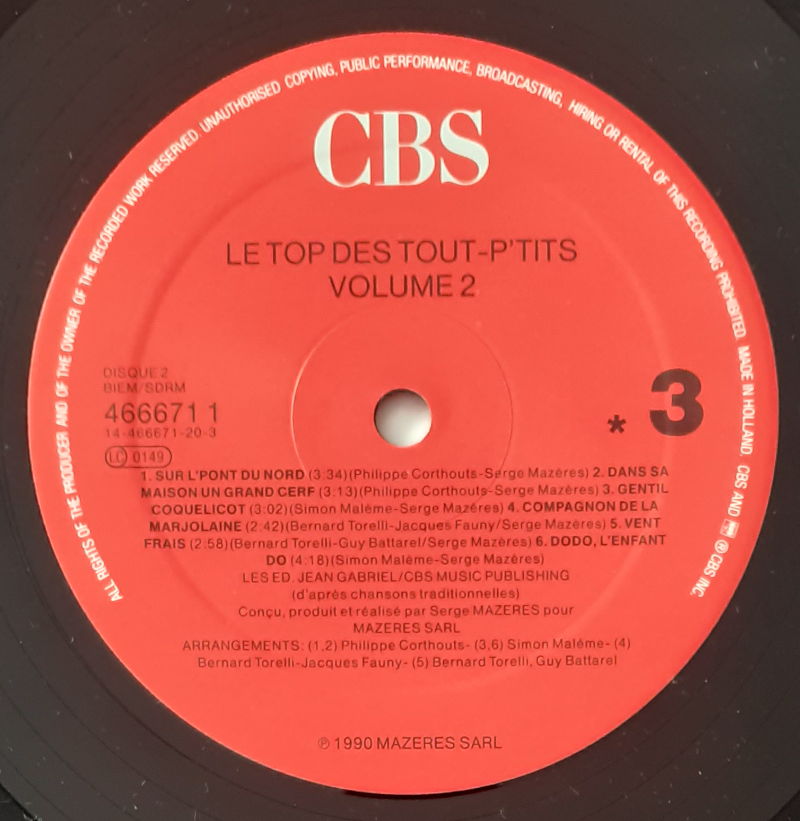 ALL RIGHTS OF THE PRODUCER AND OF THE OWNER OF THE RECORDED WORK RESERVED. UNAUTHORISED COPYING, PUBLIC PERFORMANCE, BROADCASTING, HIRING OR RENTAL OF THIS RECORDING PROHIBITED. MADE IN HOLLAND. CBS AND ℗ CBS INC.
CBS
LE TOP DES TOUT-P'TITS
VOLUME 2
DISQUE 2
BIEM/SDRM
466671 1
14-466671-20-3
LC 0149
* 3
1. SUR L'PONT DU NORD (3:34)(Philippe Corthouts-Serge Mazères) 2. DANS SA
MAISON UN GRAND CERF (3:13)(Philippe Corthouts-Serge Mazères) 3. GENTIL
COQUELICOT (3:02)(Simon Malème-Serge Mazères) 4. COMPAGNON DE LA
MARJOLAINE (2:42)(Bernard Torelli-Jacques Fauny/Serge Mazères) 5. VENT
FRAIS (2:58)(Bernard Torelli-Guy Battarel/Serge Mazères) 6. DODO, L'ENFANT
DO (4:18)(Simon Malème-Serge Mazères)
LES ED. JEAN GABRIEL/CBS MUSIC PUBLISHING
(d'après chansons traditionnelles)
Conçu, produit et réalisé par Serge MAZERES pour
MAZERES SARL
ARRANGEMENTS: (1,2) Philippe Corthouts- (3,6) Simon Malème- (4)
Bernard Torelli-Jacques Fauny- (5) Bernard Torelli, Guy Battarel
℗ 1990 MAZERES SARL